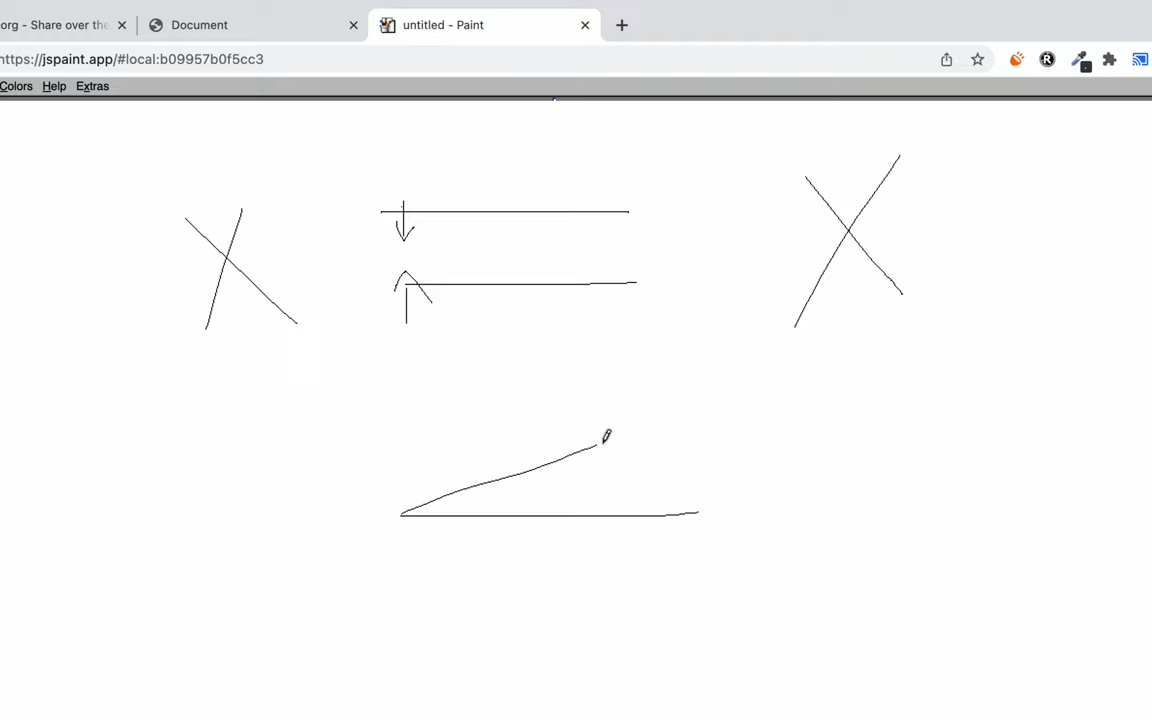 org - Share over the
Document
untitled - Paint
https://jspaint.app/#local:b09957b0f5cc3
Colors Help Extras